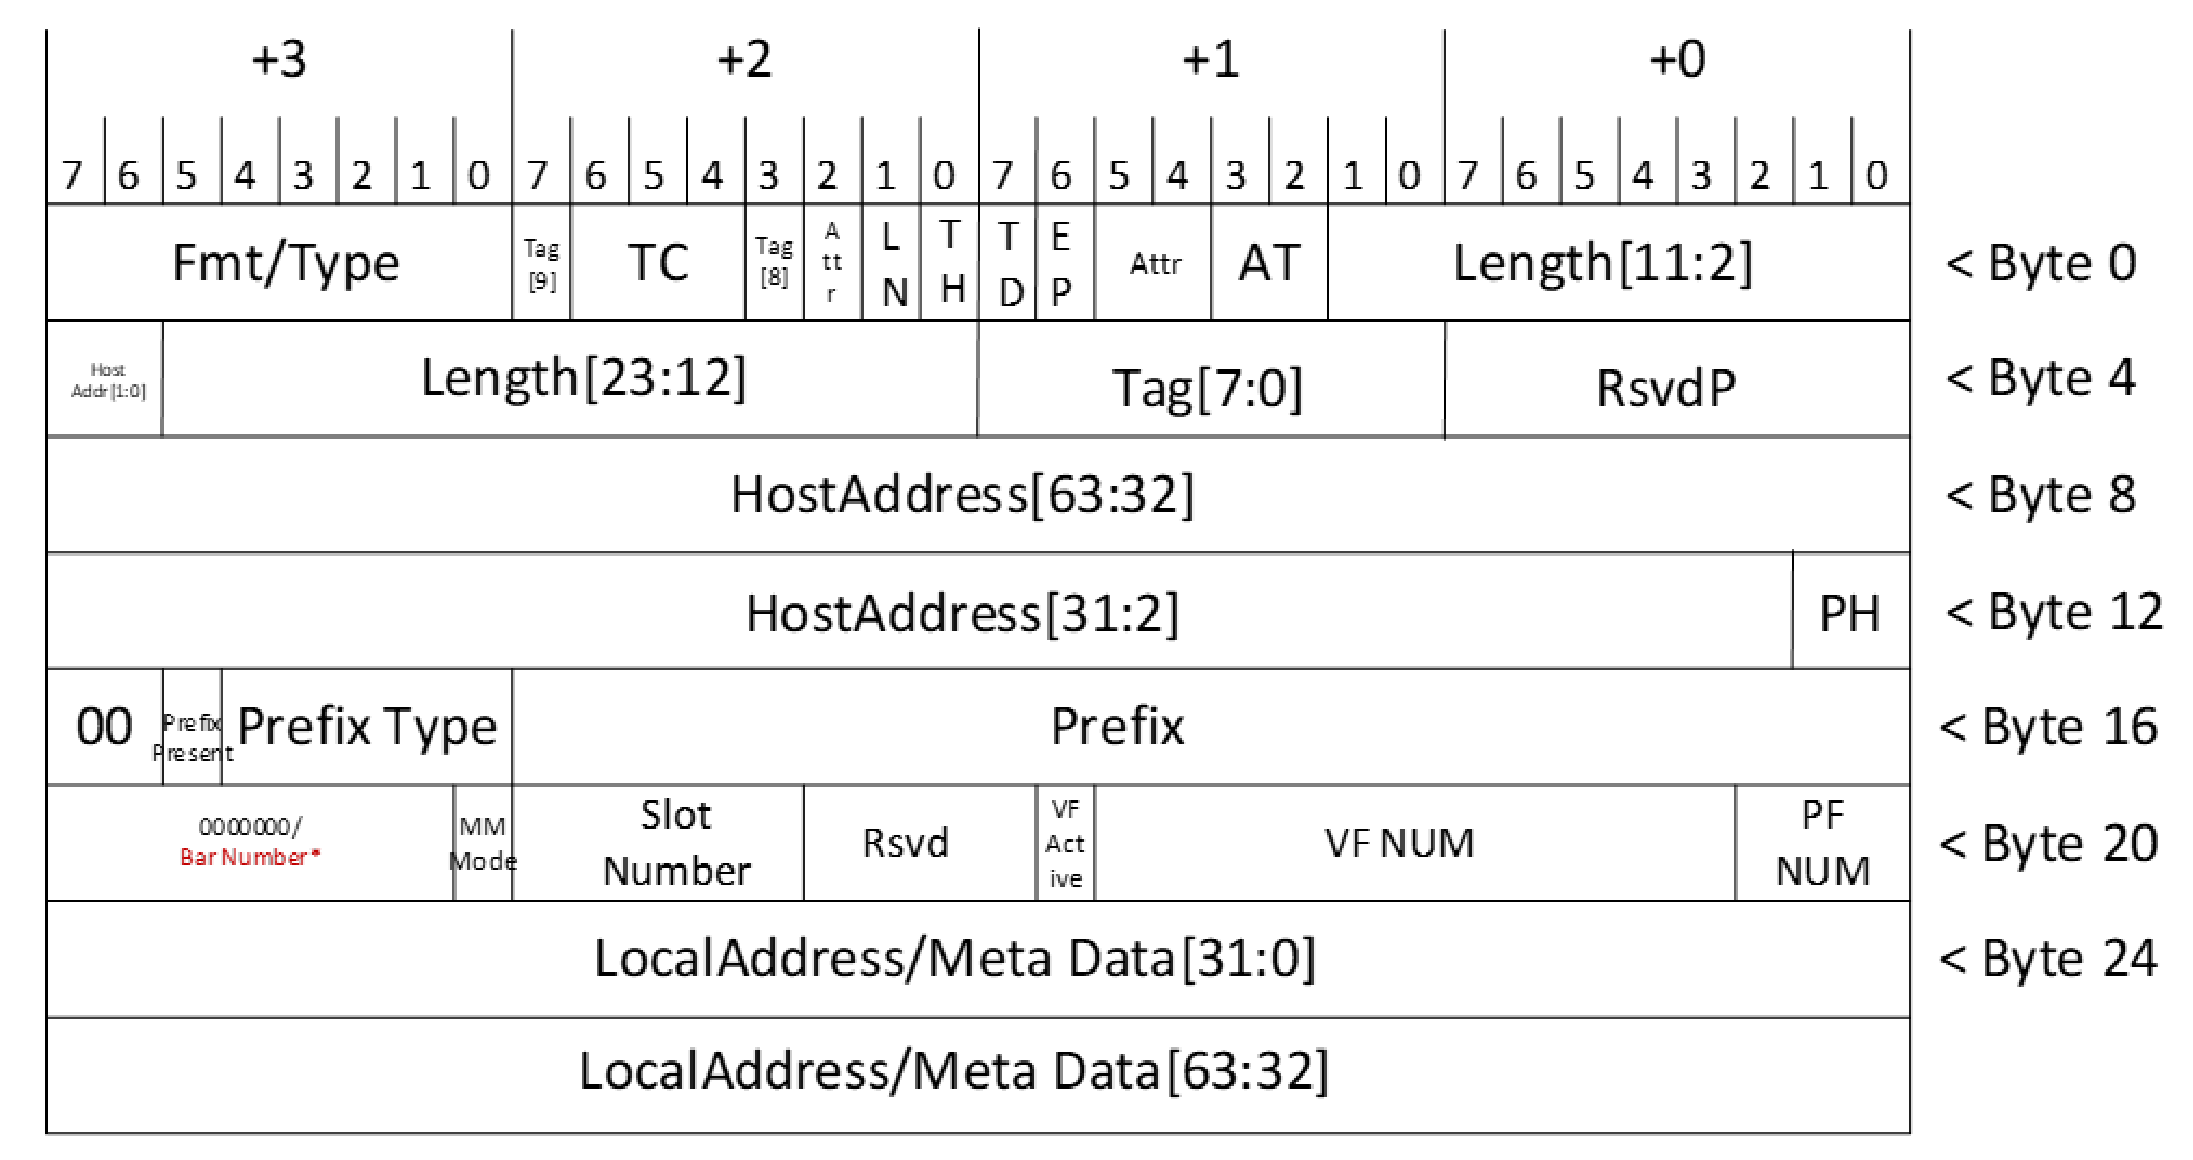 +3 +2 +1 +0
7 6 5 4 3 2 1 0 7 6 5 4 3 2 1 0 7 6 5 4 3 2 1 0 7 6 5 4 3 2 1 0
Fmt/Type Tag [9] TC Tag [8] A tt r L N T H T D E P Attr AT Length[11:2] < Byte 0
Host Addr[1:0] Length[23:12] Tag[7:0] RsvdP < Byte 4
HostAddress[63:32] < Byte 8
HostAddress[31:2] PH < Byte 12
00 Prefix Present Prefix Type Prefix < Byte 16
0000000/ Bar Number* MM Mode Slot Number Rsvd VF Act ive VF NUM PF NUM < Byte 20
LocalAddress/Meta Data[31:0] < Byte 24
LocalAddress/Meta Data[63:32]